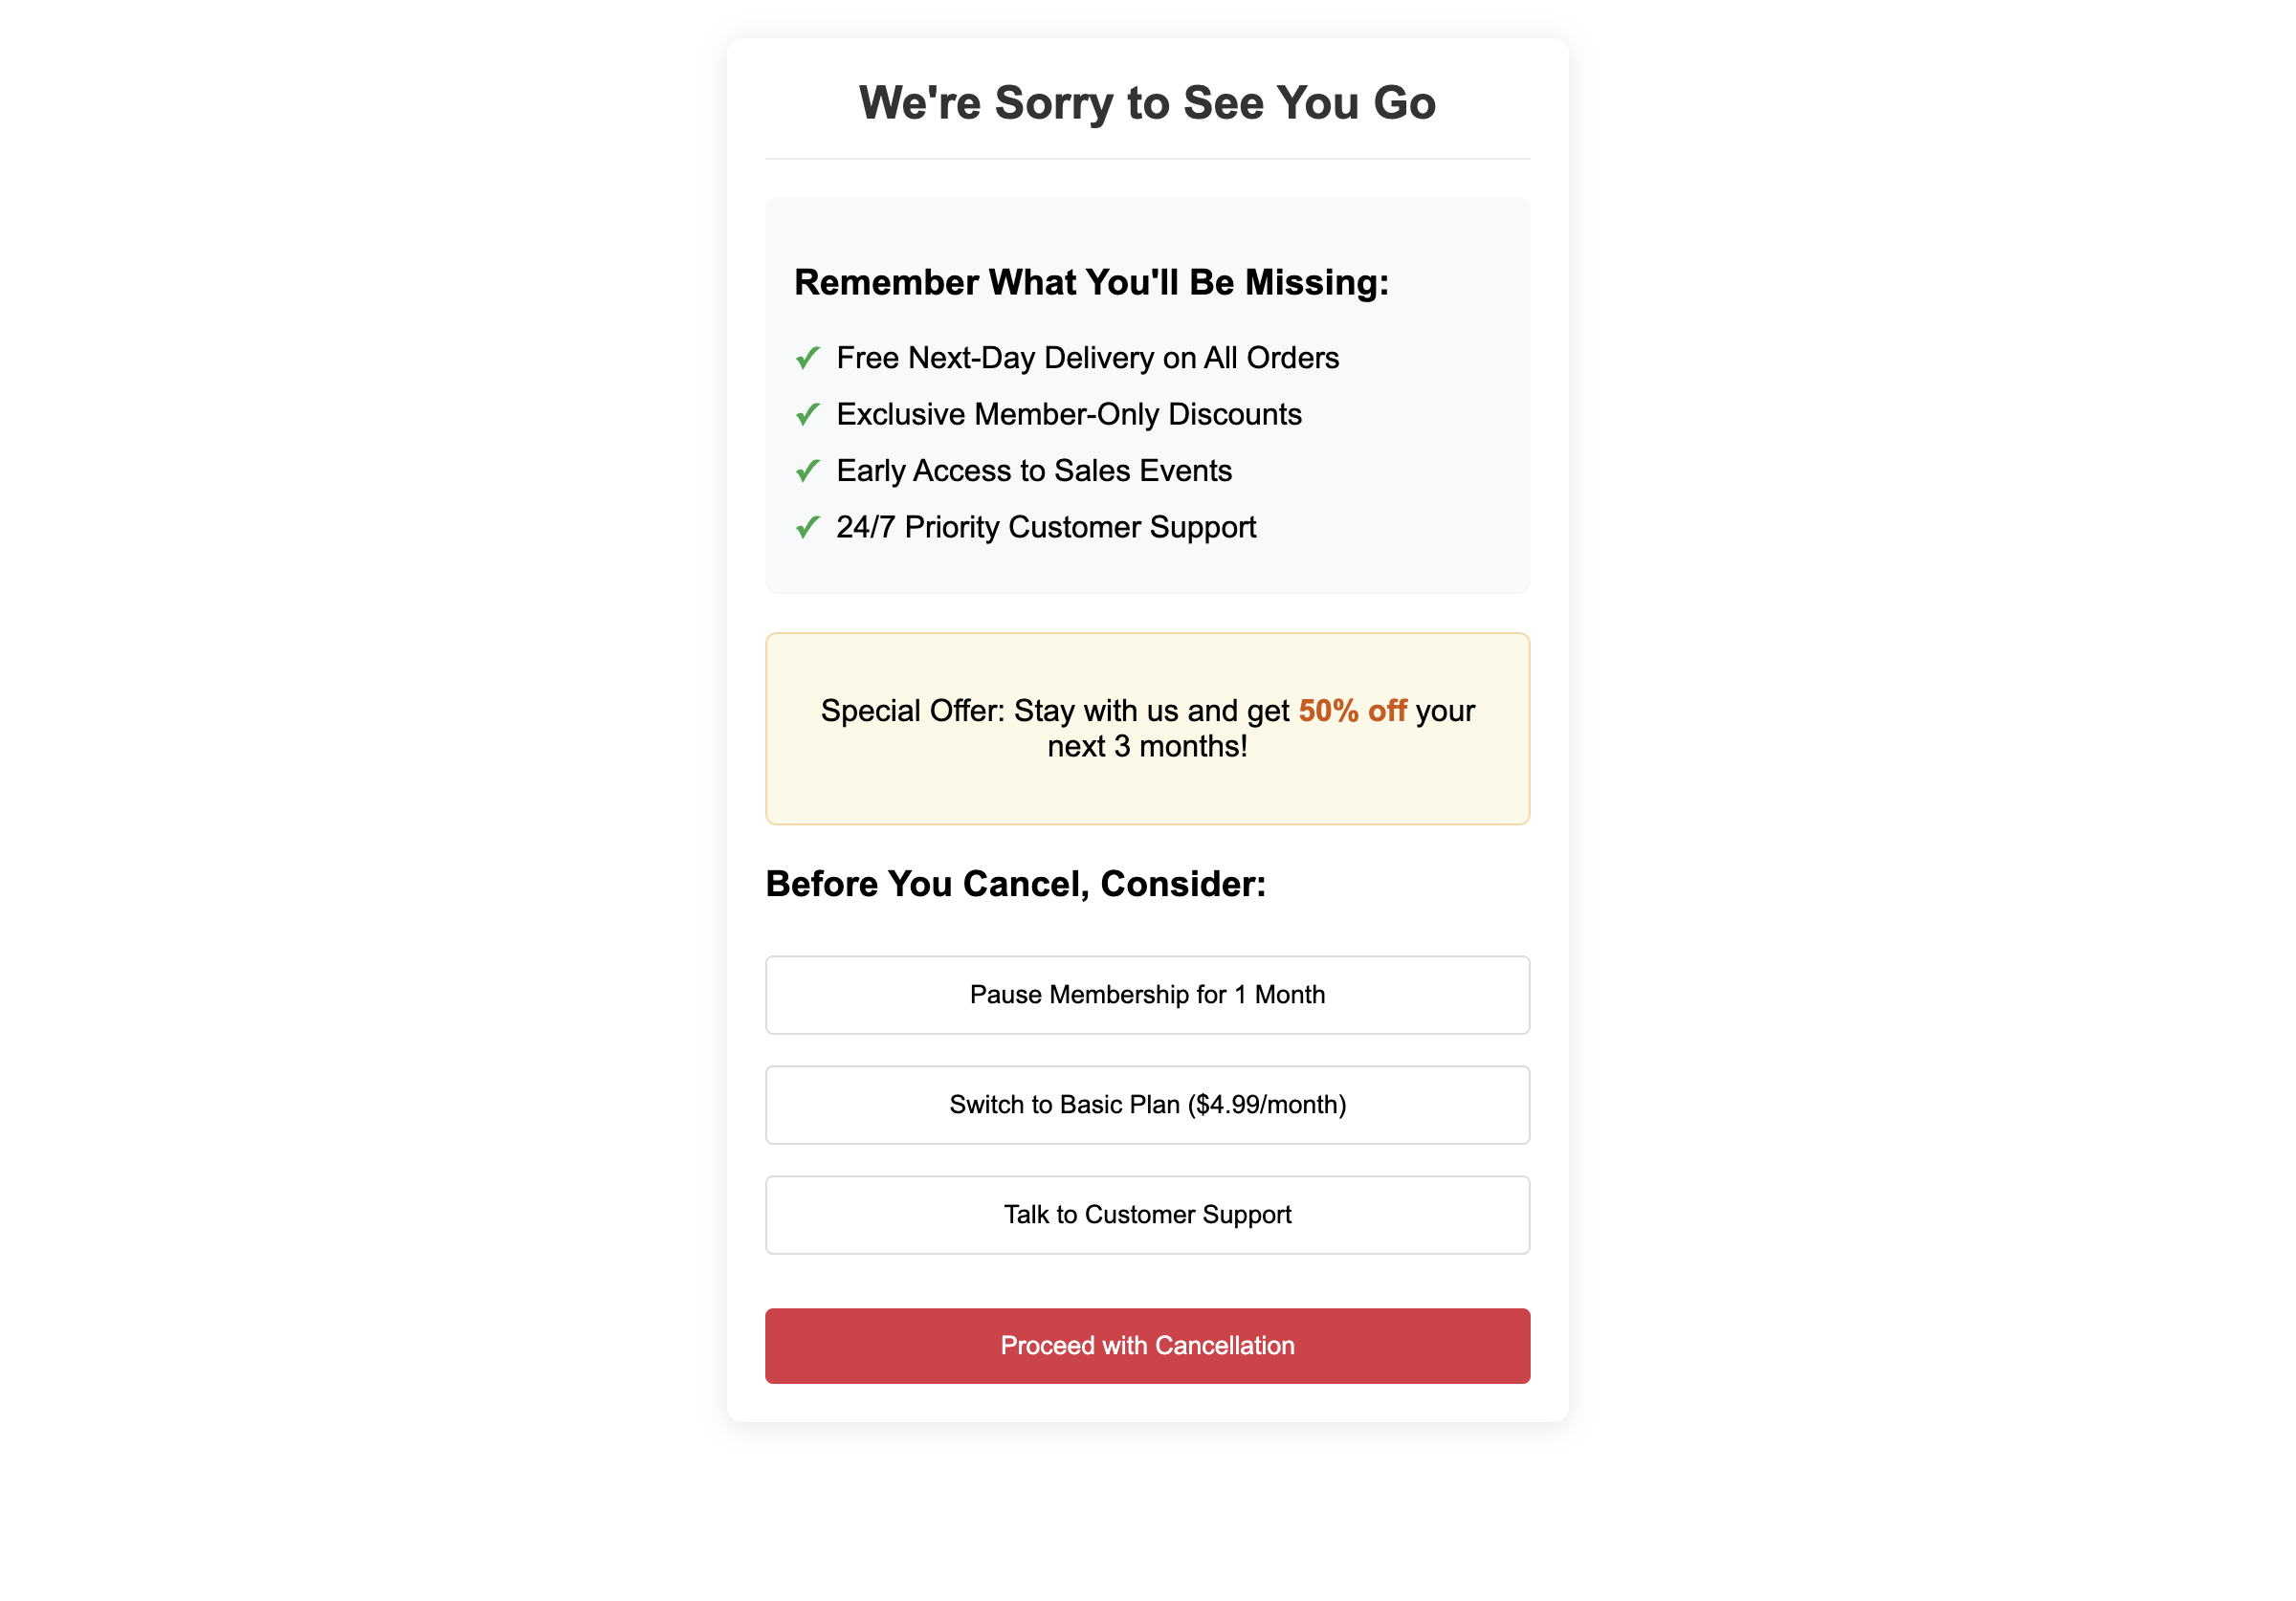 We're Sorry to See You Go
Remember What You'll Be Missing:
✓ Free Next-Day Delivery on All Orders
✓ Exclusive Member-Only Discounts
✓ Early Access to Sales Events
✓ 24/7 Priority Customer Support
Special Offer: Stay with us and get 50% off your
next 3 months!
Before You Cancel, Consider:
Pause Membership for 1 Month
Switch to Basic Plan ($4.99/month)
Talk to Customer Support
Proceed with Cancellation